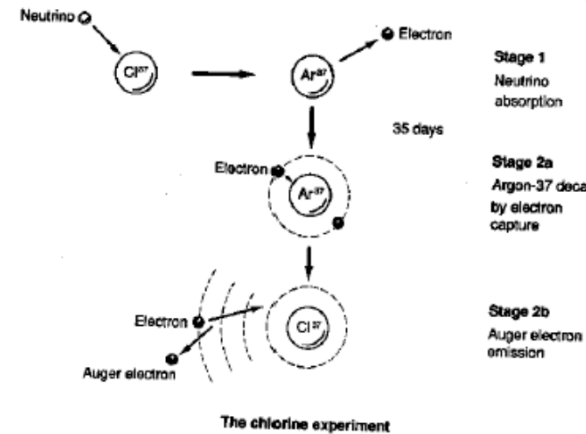 Neutrino
Electron
Cl³⁷
Ar³⁷
Stage 1
Neutrino
absorption
35 days
Electron
Ar³⁷
Stage 2a
Argon-37 deca
by electron
capture
Electron
Cl³⁷
Auger electron
Stage 2b
Auger electron
emission
The chlorine experiment